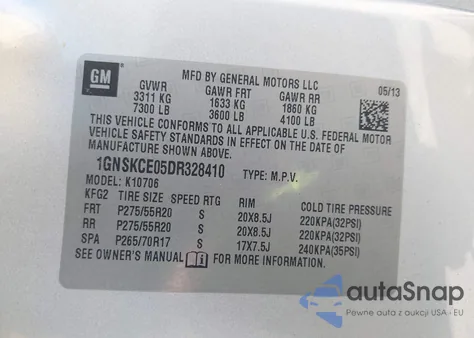 GM
MFD BY GENERAL MOTORS LLC 05/13
GVWR GAWR FRT GAWR RR
3311 KG 1633 KG 1860 KG
7300 LB 3600 LB 4100 LB
THIS VEHICLE CONFORMS TO ALL APPLICABLE U.S. FEDERAL MOTOR
VEHICLE SAFETY STANDARDS IN EFFECT ON THE DATE OF
MANUFACTURE SHOWN ABOVE.
1GNSKCE05DR328410 TYPE: M.P.V.
MODEL: K10706
KFG2 TIRE SIZE SPEED RTG RIM COLD TIRE PRESSURE
FRT P275/55R20 S 20X8.5J 220KPA(32PSI)
RR P275/55R20 S 20X8.5J 220KPA(32PSI)
SPA P265/70R17 S 17X7.5J 240KPA(35PSI)
SEE OWNER'S MANUAL FOR MORE INFORMATION.
autoSnap
Pewne auta z aukcji USA - EU